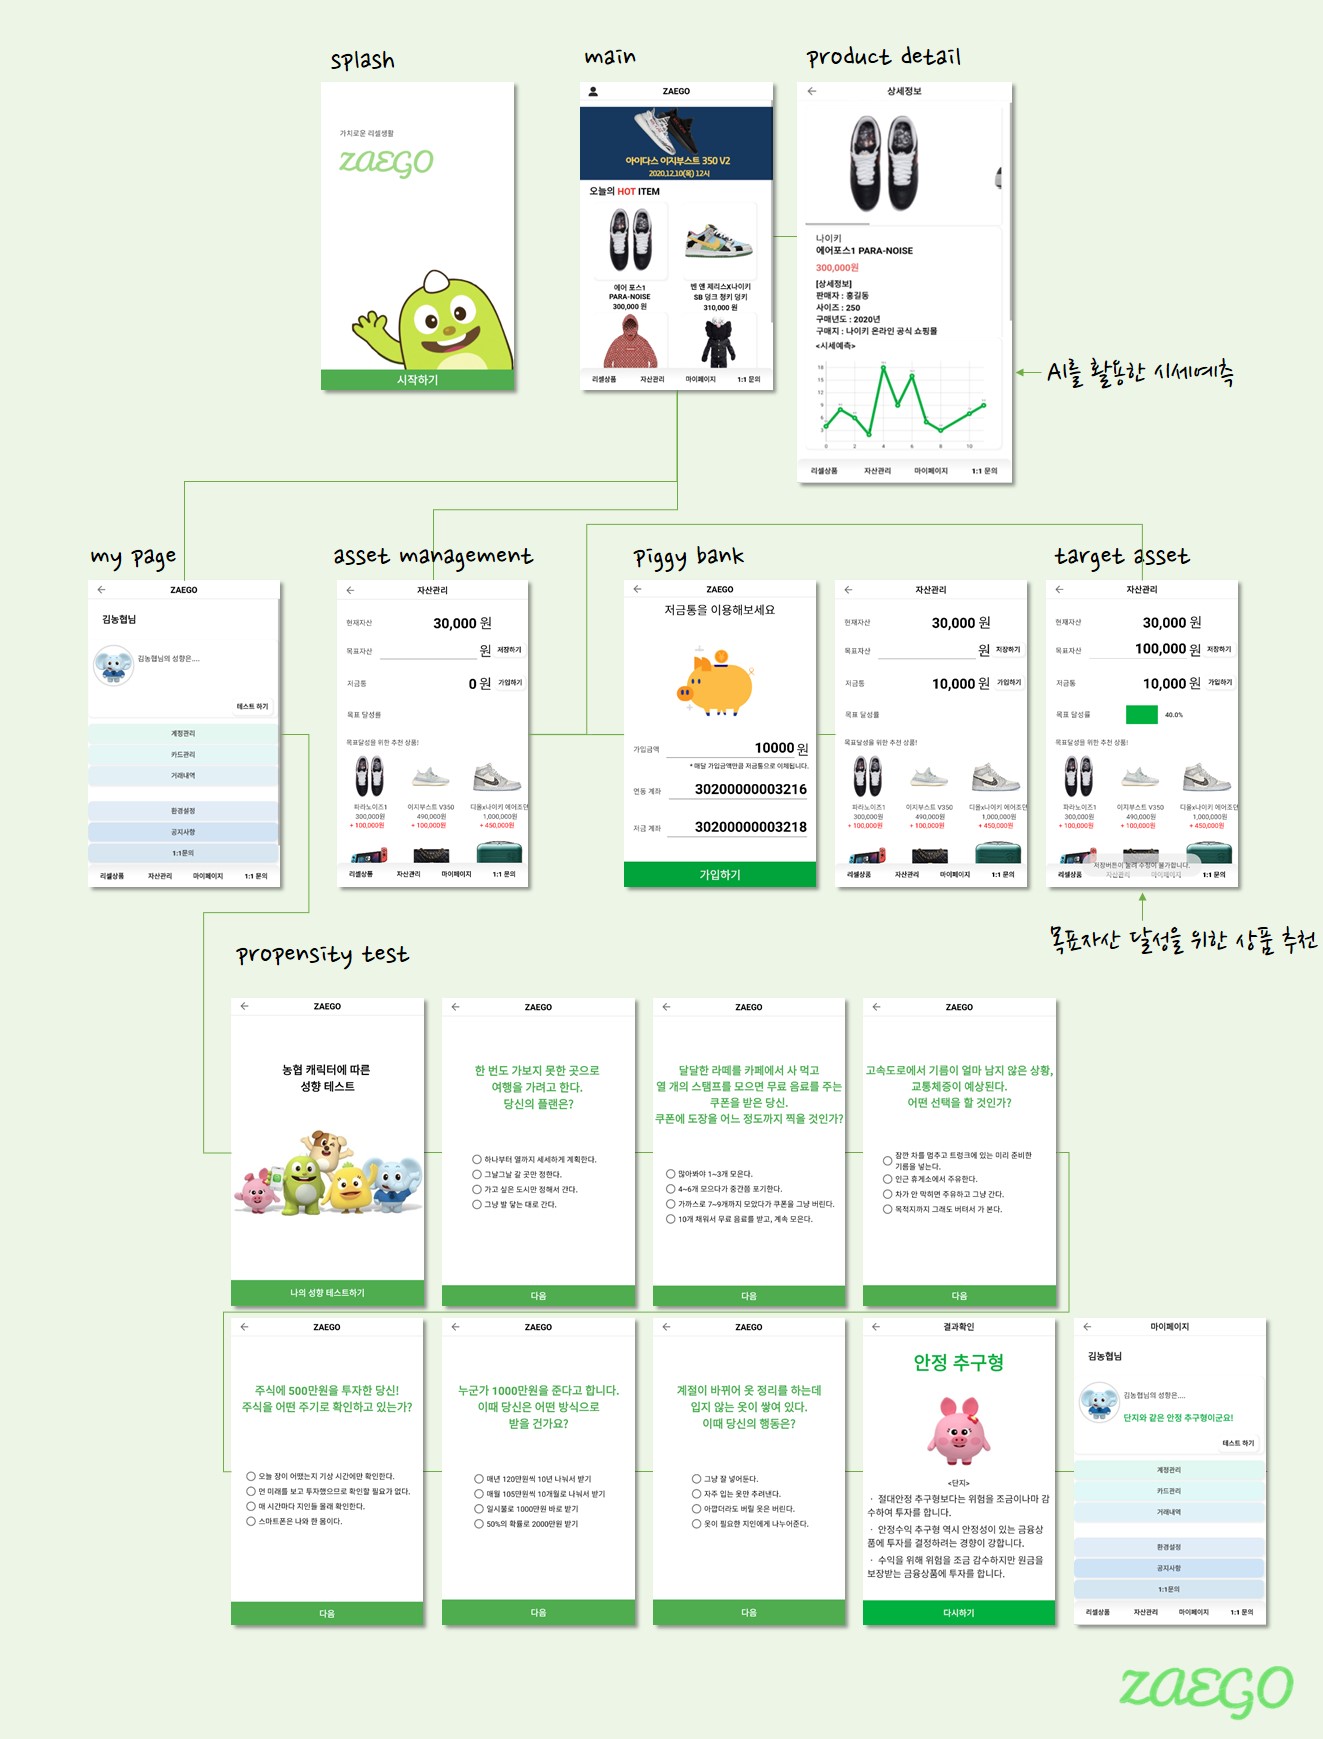 splash
가치로운 리셀생활
ZAEGO
시작하기
main
ZAEGO
아이다스 이지부스트 350 V2
2020.12.10(목) 12시
오늘의 HOT ITEM
에어 포스1
PARA-NOISE
300,000 원
벤 앤 제리스X나이키
SB 덩크 청키 덩키
310,000 원
리셀상품 자산관리 마이페이지 1:1 문의
product detail
상세정보
나이키
에어포스1 PARA-NOISE
300,000원
[상세정보]
판매자 : 홍길동
사이즈 : 250
구매년도 : 2020년
구매지 : 나이키 온라인 공식 쇼핑몰
<시세예측>
18
15
12
9
6
3
0 2 4 6 8 10
리셀상품 자산관리 마이페이지 1:1 문의
AI를 활용한 시세예측
my page
ZAEGO
김농협님
김농협님의 성향은....
테스트 하기
계정관리
카드관리
거래내역
환경설정
공지사항
1:1문의
리셀상품 자산관리 마이페이지 1:1 문의
asset management
자산관리
현재자산 30,000 원
목표자산 원 저장하기
저금통 0 원 가입하기
목표 달성률
목표달성을 위한 추천 상품!
파라노이즈1 이지부스트 V350 디올x나이키 에어조던
300,000원 490,000원 1,000,000원
+ 100,000원 + 100,000원 + 450,000원
리셀상품 자산관리 마이페이지 1:1 문의
piggy bank
ZAEGO
저금통을 이용해보세요
가입금액 10000 원
* 매달 가입금액만큼 저금통으로 이체됩니다.
연동 계좌 30200000003216
저금 계좌 30200000003218
가입하기
자산관리
현재자산 30,000 원
목표자산 원 저장하기
저금통 10,000 원 가입하기
목표 달성률
목표달성을 위한 추천 상품!
파라노이즈1 이지부스트 V350 디올x나이키 에어조던
300,000원 490,000원 1,000,000원
+ 100,000원 + 100,000원 + 450,000원
리셀상품 자산관리 마이페이지 1:1 문의
target asset
자산관리
현재자산 30,000 원
목표자산 100,000 원 저장하기
저금통 10,000 원 가입하기
목표 달성률 40.0%
목표달성을 위한 추천 상품!
파라노이즈1 이지부스트 V350 디올x나이키 에어조던
300,000원 490,000원 1,000,000원
+ 100,000원 + 100,000원 + 450,000원
저장버튼이 눌려 수정이 불가합니다.
리셀상품 자산관리 마이페이지 1:1 문의
목표자산 달성을 위한 상품 추천
propensity test
ZAEGO
농협 캐릭터에 따른
성향 테스트
나의 성향 테스트하기
ZAEGO
한 번도 가보지 못한 곳으로
여행을 가려고 한다.
당신의 플랜은?
하나부터 열까지 세세하게 계획한다.
그날그날 갈 곳만 정한다.
가고 싶은 도시만 정해서 간다.
그냥 발 닿는 대로 간다.
다음
ZAEGO
달달한 라떼를 카페에서 사 먹고
열 개의 스탬프를 모으면 무료 음료를 주는
쿠폰을 받은 당신.
쿠폰에 도장을 어느 정도까지 찍을 것인가?
많아봐야 1~3개 모은다.
4~6개 모으다가 중간쯤 포기한다.
가까스로 7~9개까지 모았다가 쿠폰을 그냥 버린다.
10개 채워서 무료 음료를 받고, 계속 모은다.
다음
ZAEGO
고속도로에서 기름이 얼마 남지 않은 상황,
교통체증이 예상된다.
어떤 선택을 할 것인가?
잠깐 차를 멈추고 트렁크에 있는 미리 준비한
기름을 넣는다.
인근 휴게소에서 주유한다.
차가 안 막히면 주유하고 그냥 간다.
목적지까지 그래도 버텨서 가 본다.
다음
ZAEGO
주식에 500만원을 투자한 당신!
주식을 어떤 주기로 확인하고 있는가?
오늘 장이 어땠는지 기상 시간에만 확인한다.
먼 미래를 보고 투자했으므로 확인할 필요가 없다.
매 시간마다 지인들 몰래 확인한다.
스마트폰은 나와 한 몸이다.
다음
ZAEGO
누군가 1000만원을 준다고 합니다.
이때 당신은 어떤 방식으로
받을 건가요?
매년 120만원씩 10년 나눠서 받기
매월 105만원씩 10개월로 나눠서 받기
일시불로 1000만원 바로 받기
50%의 확률로 2000만원 받기
다음
ZAEGO
계절이 바뀌어 옷 정리를 하는데
입지 않는 옷이 쌓여 있다.
이때 당신의 행동은?
그냥 잘 넣어둔다.
자주 입는 옷만 추려낸다.
아깝더라도 버릴 옷은 버린다.
옷이 필요한 지인에게 나누어준다.
다음
결과확인
안정 추구형
<단지>
· 절대안정 추구형보다는 위험을 조금이나마 감
수하여 투자를 합니다.
· 안정수익 추구형 역시 안정성이 있는 금융상
품에 투자를 결정하려는 경향이 강합니다.
· 수익을 위해 위험을 조금 감수하지만 원금을
보장받는 금융상품에 투자를 합니다.
다시하기
마이페이지
김농협님
김농협님의 성향은....
단지와 같은 안정 추구형이군요!
테스트 하기
계정관리
카드관리
거래내역
환경설정
공지사항
1:1문의
리셀상품 자산관리 마이페이지 1:1 문의
ZAEGO